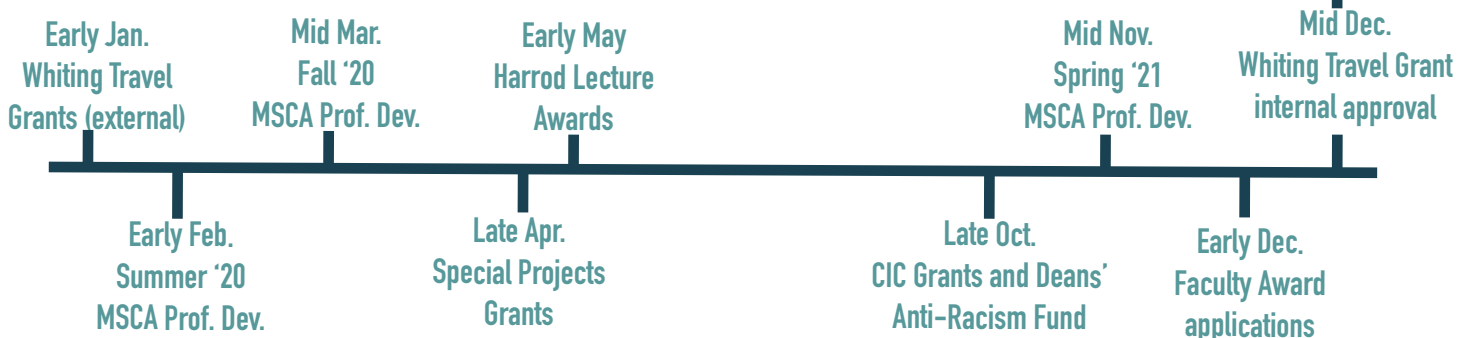 Early Jan.
Whiting Travel
Grants (external)
Mid Mar.
Fall ‘20
MSCA Prof. Dev.
Early May
Harrod Lecture
Awards
Mid Nov.
Spring ‘21
MSCA Prof. Dev.
Mid Dec.
Whiting Travel Grant
internal approval
Early Feb.
Summer ‘20
MSCA Prof. Dev.
Late Apr.
Special Projects
Grants
Late Oct.
CIC Grants and Deans’
Anti-Racism Fund
Early Dec.
Faculty Award
applications